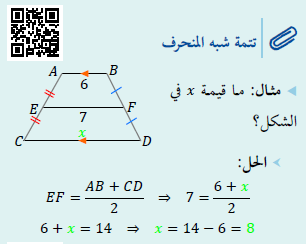 تتمة شبه المنحرف
مثال: ما قيمة x في
الشكل؟
A B
6
E F
7
x
C D
الحل:
EF = (AB + CD)/2 ⇒ 7 = (6 + x)/2
6 + x = 14 ⇒ x = 14 − 6 = 8